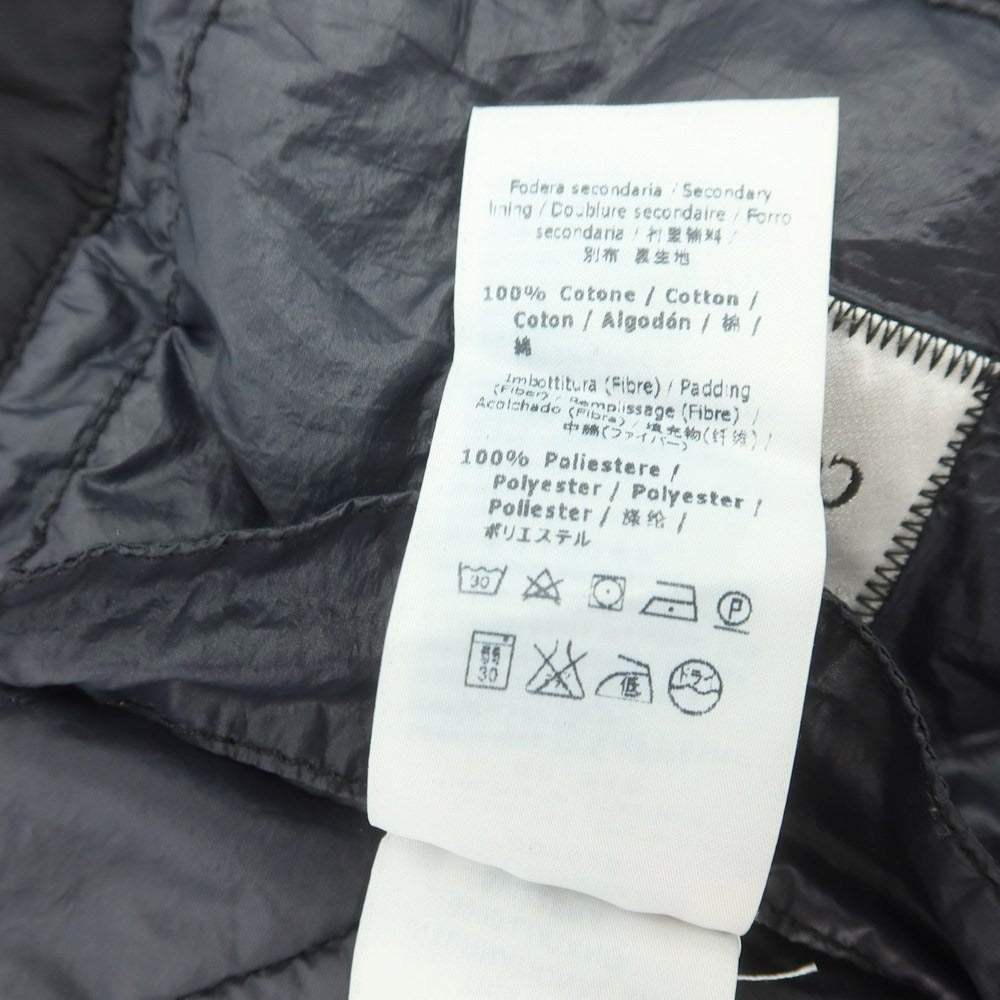 Fodera secondaria / Secondary
lining / Doublure secondaire / Forro
secondaria / 衬里辅料 /
別布 裏生地
100% Cotone / Cotton /
Coton / Algodón / 棉 /
綿
Imbottitura (Fibre) / Padding
(Fiber) / Remplissage (Fibre) /
Acolchado (Fibra) / 填充物(纤维) /
中綿(ファイバー)
100% Poliestere /
Polyester / Polyester /
Poliester / 涤纶 /
ポリエステル
30
P
30
低
ドライ